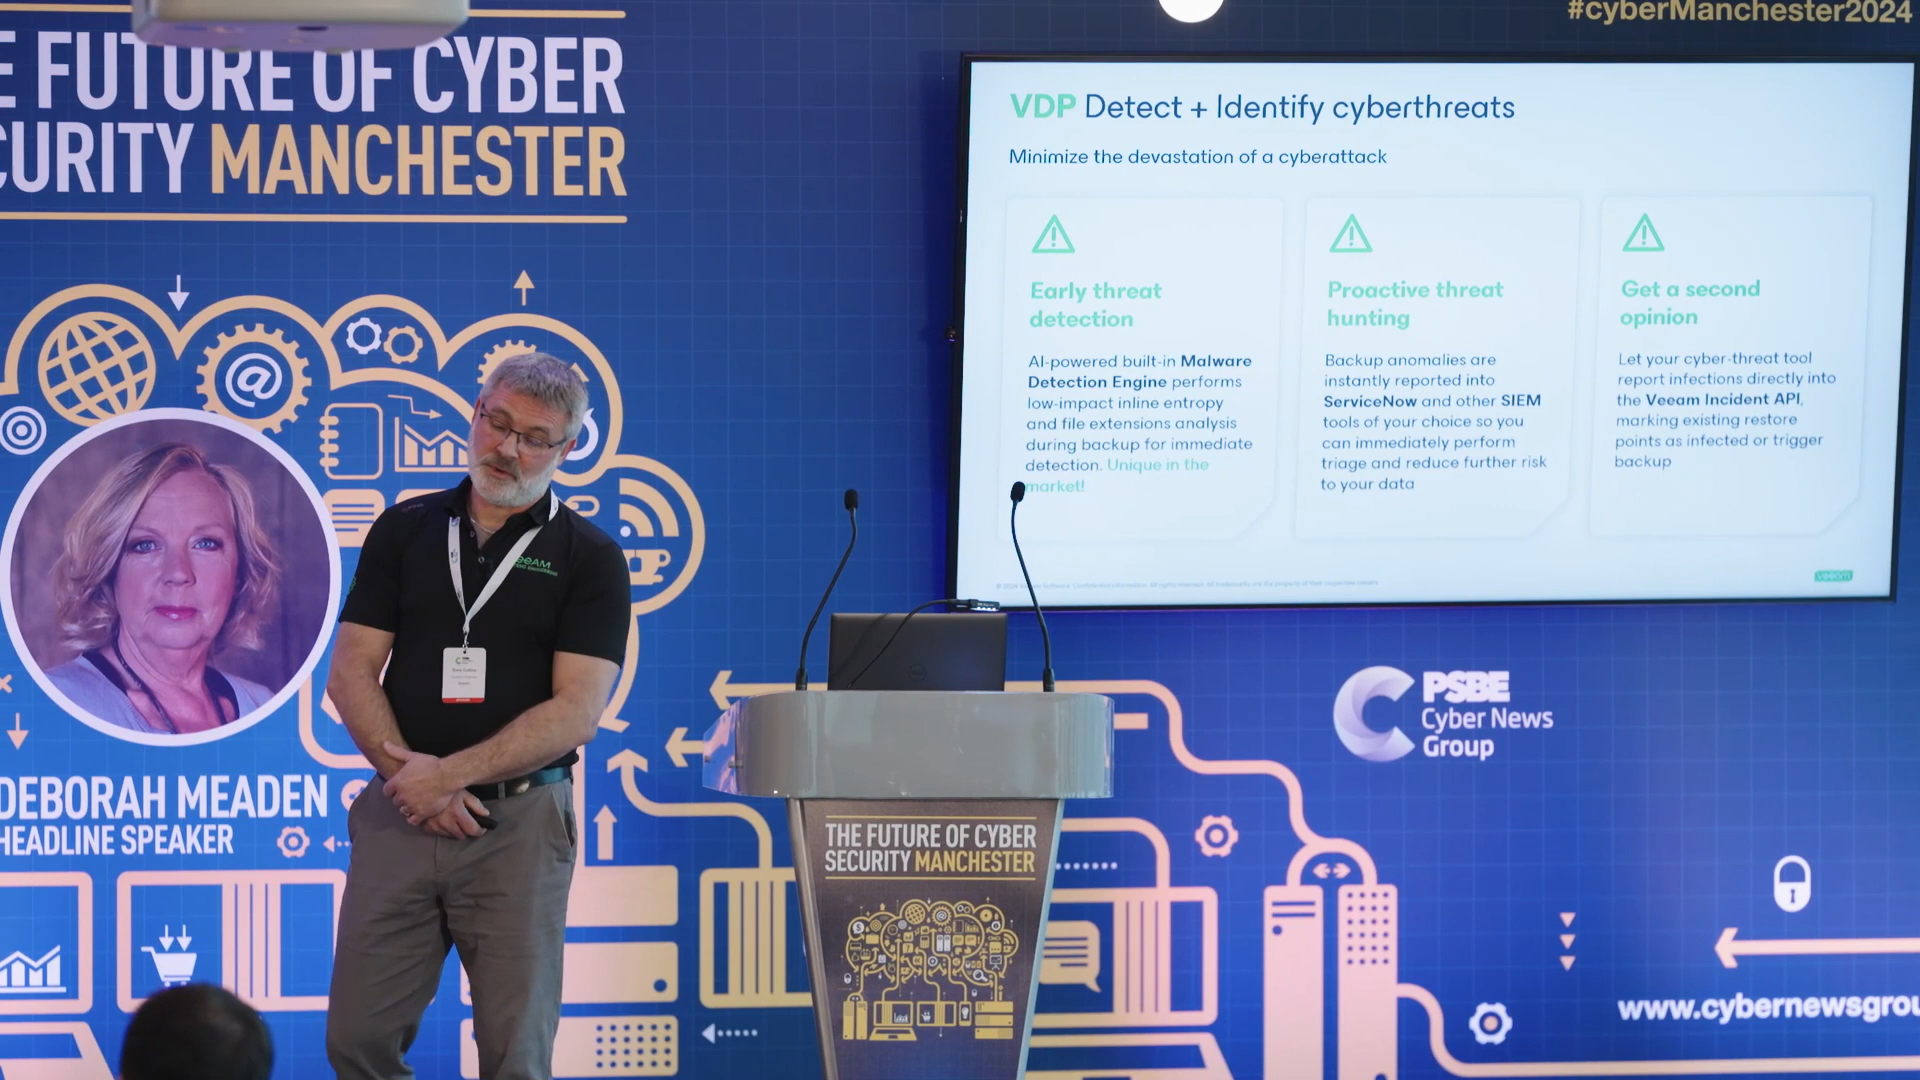 #cyberManchester2024
E FUTURE OF CYBER
CURITY MANCHESTER
VDP Detect + Identify cyberthreats
Minimize the devastation of a cyberattack
Early threat
detection
AI-powered built-in Malware
Detection Engine performs
low-impact inline entropy
and file extensions analysis
during backup for immediate
detection. Unique in the
market!
Proactive threat
hunting
Backup anomalies are
instantly reported into
ServiceNow and other SIEM
tools of your choice so you
can immediately perform
triage and reduce further risk
to your data
Get a second
opinion
Let your cyber-threat tool
report infections directly into
the Veeam Incident API,
marking existing restore
points as infected or trigger
backup
veeam
PSBE
Cyber News
Group
DEBORAH MEADEN
HEADLINE SPEAKER
THE FUTURE OF CYBER
SECURITY MANCHESTER
www.cybernewsgrou